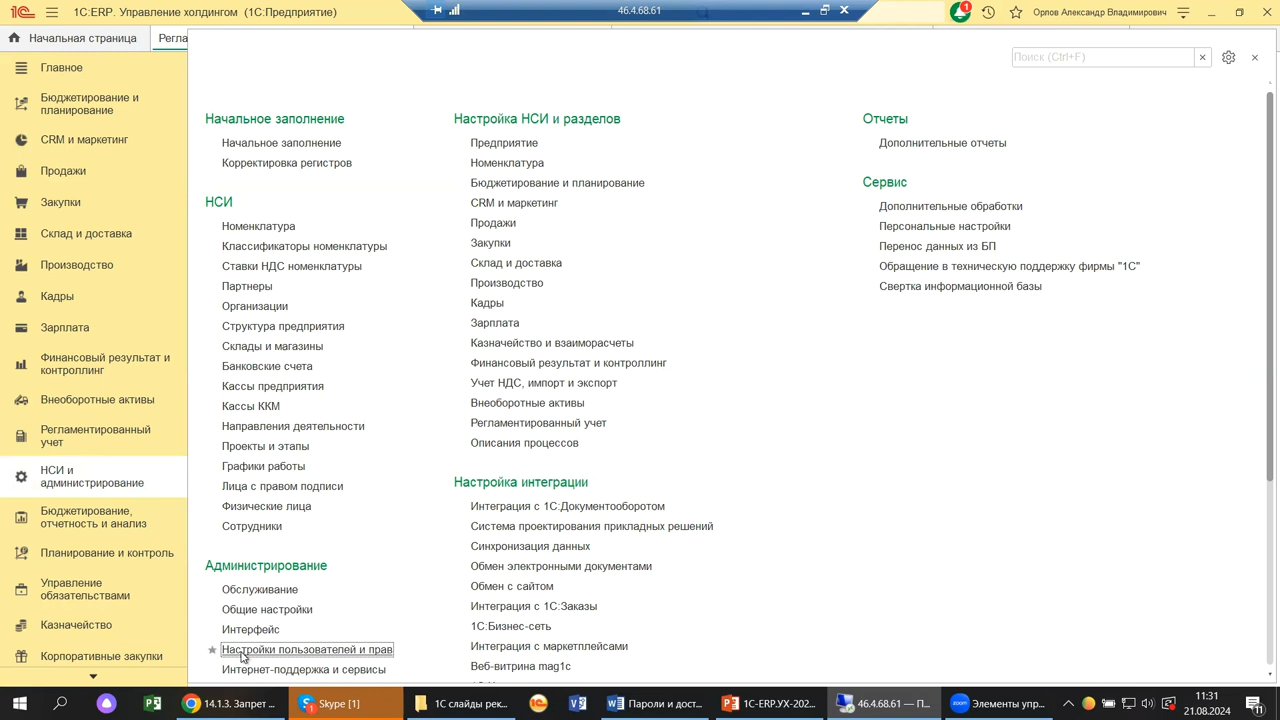 1С:ERP. Управление холдингом (1С:Предприятие)
46.4.68.61
1
Орлов Александр Владимирович
Начальная страница
Регла
Поиск (Ctrl+F)
Главное
Бюджетирование и
планирование
CRM и маркетинг
Продажи
Закупки
Склад и доставка
Производство
Кадры
Зарплата
Финансовый результат и
контроллинг
Внеоборотные активы
Регламентированный
учет
НСИ и
администрирование
Бюджетирование,
отчетность и анализ
Планирование и контроль
Управление
обязательствами
Казначейство
Корпоративные закупки
Начальное заполнение
Начальное заполнение
Корректировка регистров
НСИ
Номенклатура
Классификаторы номенклатуры
Ставки НДС номенклатуры
Партнеры
Организации
Структура предприятия
Склады и магазины
Банковские счета
Кассы предприятия
Кассы ККМ
Направления деятельности
Проекты и этапы
Графики работы
Лица с правом подписи
Физические лица
Сотрудники
Администрирование
Обслуживание
Общие настройки
Интерфейс
Настройки пользователей и прав
Интернет-поддержка и сервисы
Настройка НСИ и разделов
Предприятие
Номенклатура
Бюджетирование и планирование
CRM и маркетинг
Продажи
Закупки
Склад и доставка
Производство
Кадры
Зарплата
Казначейство и взаиморасчеты
Финансовый результат и контроллинг
Учет НДС, импорт и экспорт
Внеоборотные активы
Регламентированный учет
Описания процессов
Настройка интеграции
Интеграция с 1С:Документооборотом
Система проектирования прикладных решений
Синхронизация данных
Обмен электронными документами
Обмен с сайтом
Интеграция с 1С:Заказы
1С:Бизнес-сеть
Интеграция с маркетплейсами
Веб-витрина mag1c
Отчеты
Дополнительные отчеты
Сервис
Дополнительные обработки
Персональные настройки
Перенос данных из БП
Обращение в техническую поддержку фирмы "1С"
Свертка информационной базы
14.1.3. Запрет ...
Skype [1]
1С слайды рек...
Пароли и дост...
1С-ERP.УХ-202...
46.4.68.61 — П...
Элементы упр...
11:31
21.08.2024
11